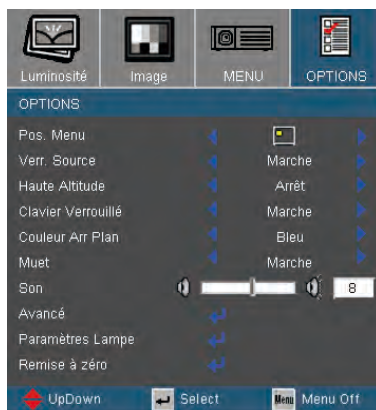 Luminosité Image MENU OPTIONS
OPTIONS
Pos. Menu
Verr. Source Marche
Haute Altitude Arrêt
Clavier Verrouillé Marche
Couleur Arr Plan Bleu
Muet Marche
Son 8
Avancé
Paramètres Lampe
Remise à zéro
UpDown Select Menu Menu Off